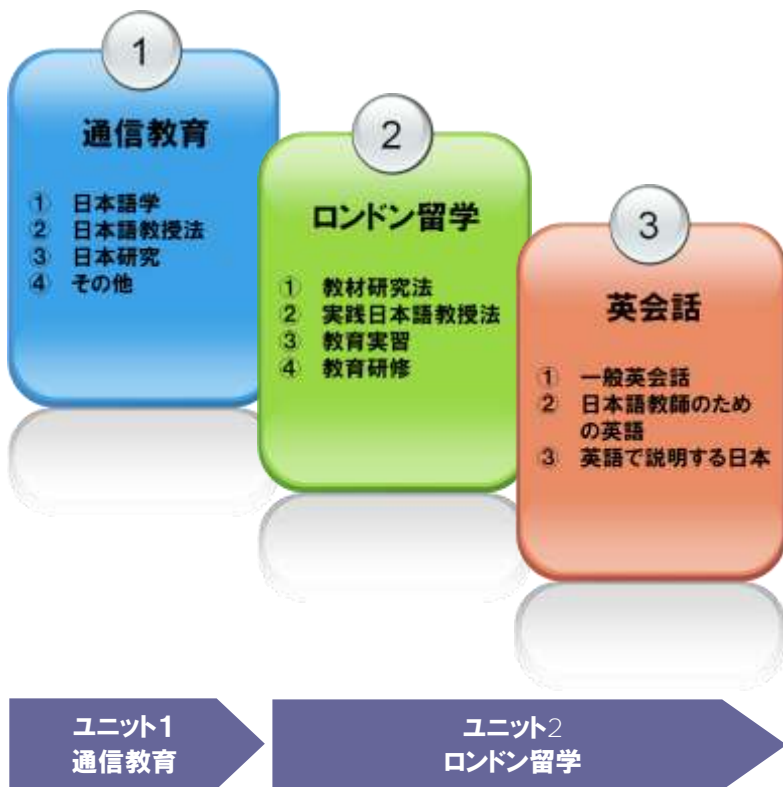 1
通信教育
① 日本語学
② 日本語教授法
③ 日本研究
④ その他
2
ロンドン留学
① 教材研究法
② 実践日本語教授法
③ 教育実習
④ 教育研修
3
英会話
① 一般英会話
② 日本語教師のため
の英語
③ 英語で説明する日本
ユニット1
通信教育
ユニット2
ロンドン留学